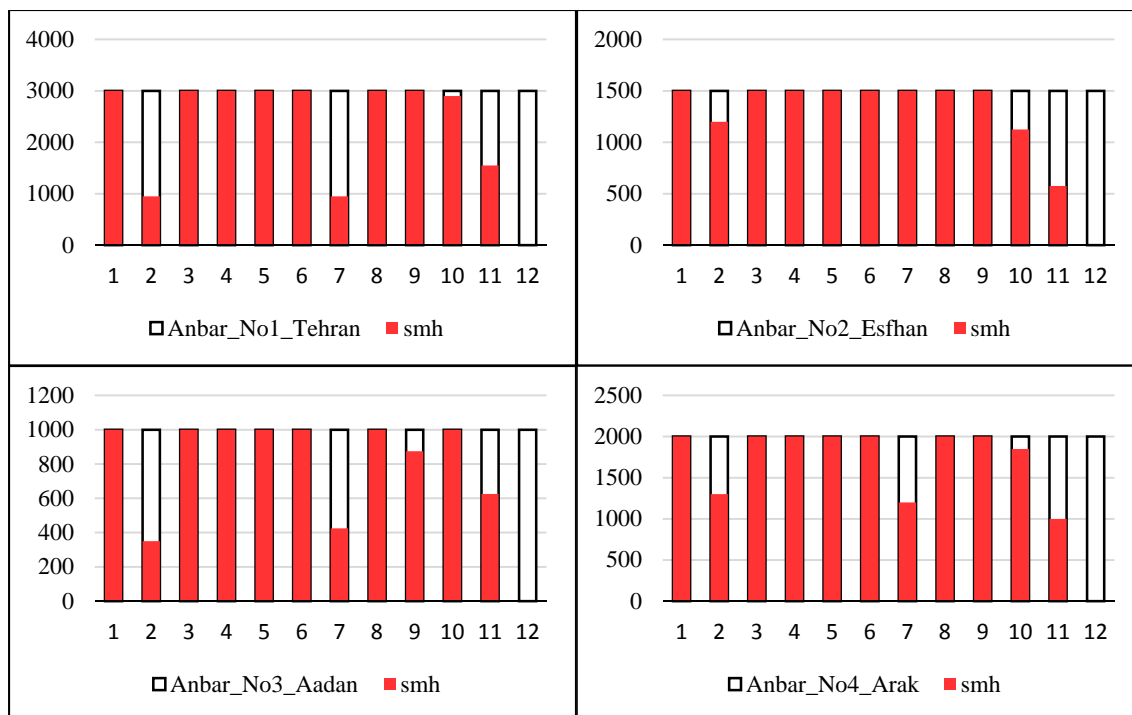 4000
3000
2000
1000
0
1 2 3 4 5 6 7 8 9 10 11 12
Anbar_No1_Tehran smh
2000
1500
1000
500
0
1 2 3 4 5 6 7 8 9 10 11 12
Anbar_No2_Esfhan smh
1200
1000
800
600
400
200
0
1 2 3 4 5 6 7 8 9 10 11 12
Anbar_No3_Aadan smh
2500
2000
1500
1000
500
0
1 2 3 4 5 6 7 8 9 10 11 12
Anbar_No4_Arak smh